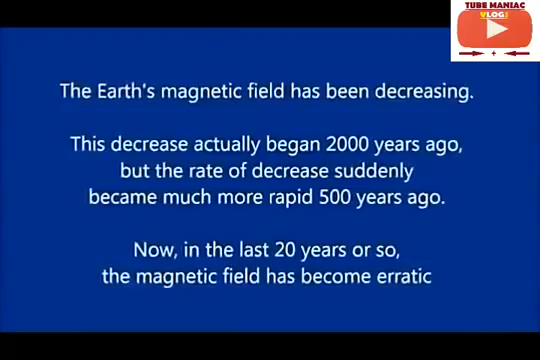 TUBE MANIAC
VLOGS
The Earth's magnetic field has been decreasing.
This decrease actually began 2000 years ago,
but the rate of decrease suddenly
became much more rapid 500 years ago.
Now, in the last 20 years or so,
the magnetic field has become erratic